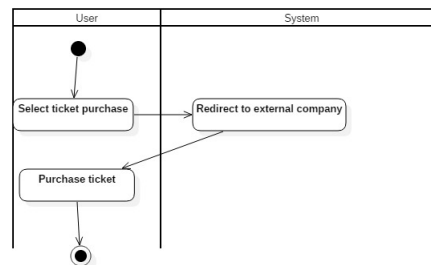 User
System
Select ticket purchase
Redirect to external company
Purchase ticket